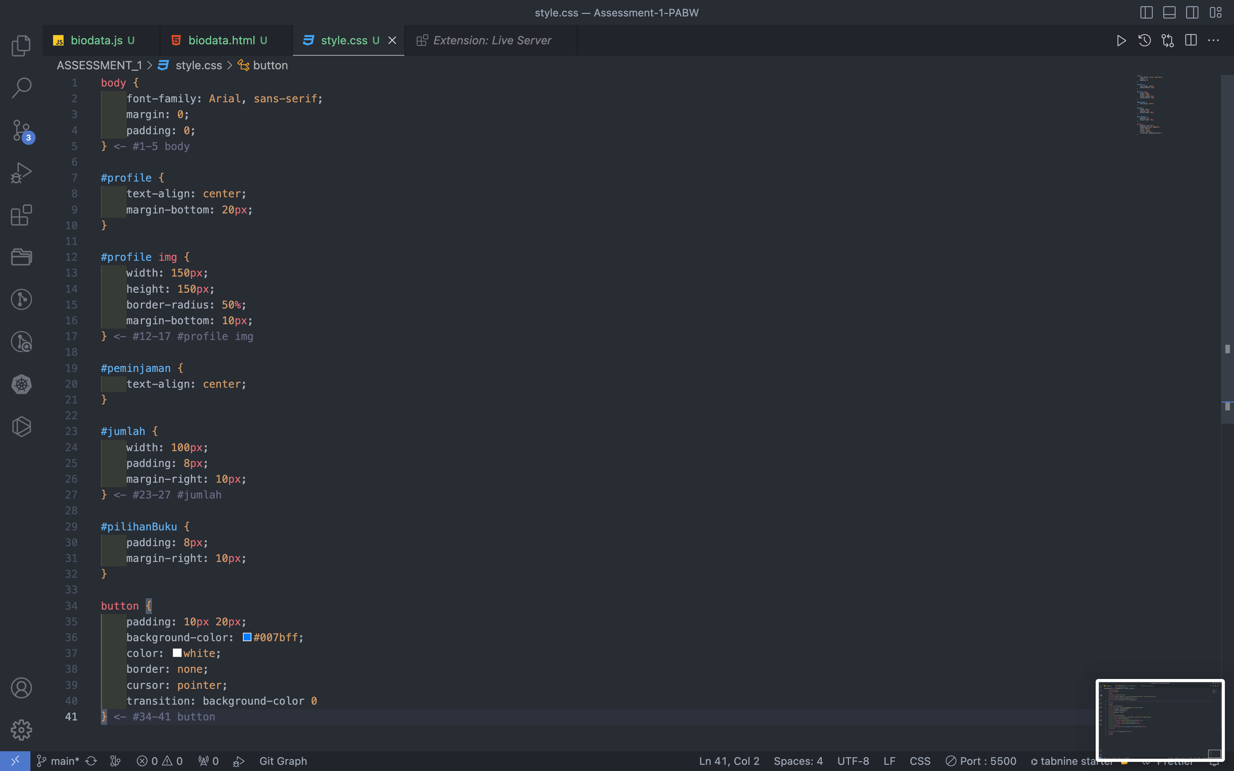 style.css — Assessment-1-PABW
biodata.js U
biodata.html U
style.css U
Extension: Live Server
ASSESSMENT_1 > style.css > button
1 body {
2 font-family: Arial, sans-serif;
3 margin: 0;
4 padding: 0;
5 } <- #1-5 body
6
7 #profile {
8 text-align: center;
9 margin-bottom: 20px;
10 }
11
12 #profile img {
13 width: 150px;
14 height: 150px;
15 border-radius: 50%;
16 margin-bottom: 10px;
17 } <- #12-17 #profile img
18
19 #peminjaman {
20 text-align: center;
21 }
22
23 #jumlah {
24 width: 100px;
25 padding: 8px;
26 margin-right: 10px;
27 } <- #23-27 #jumlah
28
29 #pilihanBuku {
30 padding: 8px;
31 margin-right: 10px;
32 }
33
34 button {
35 padding: 10px 20px;
36 background-color: #007bff;
37 color: white;
38 border: none;
39 cursor: pointer;
40 transition: background-color 0
41 } <- #34-41 button
3
main* 0 0 0 Git Graph Ln 41, Col 2 Spaces: 4 UTF-8 LF CSS Port : 5500 tabnine starter Prettier